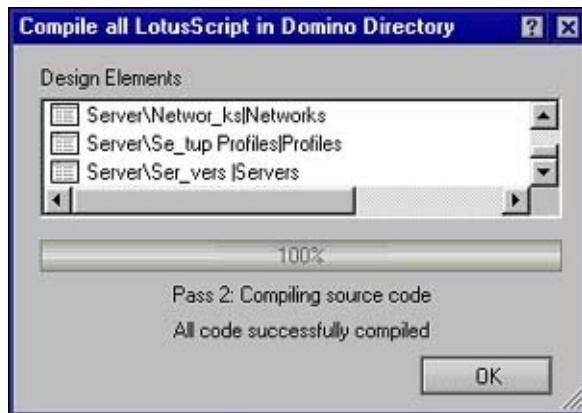 Compile all LotusScript in Domino Directory
Design Elements
Server\Networ_ks|Networks
Server\Se_tup Profiles|Profiles
Server\Ser_vers |Servers
100%
Pass 2: Compiling source code
All code successfully compiled
OK